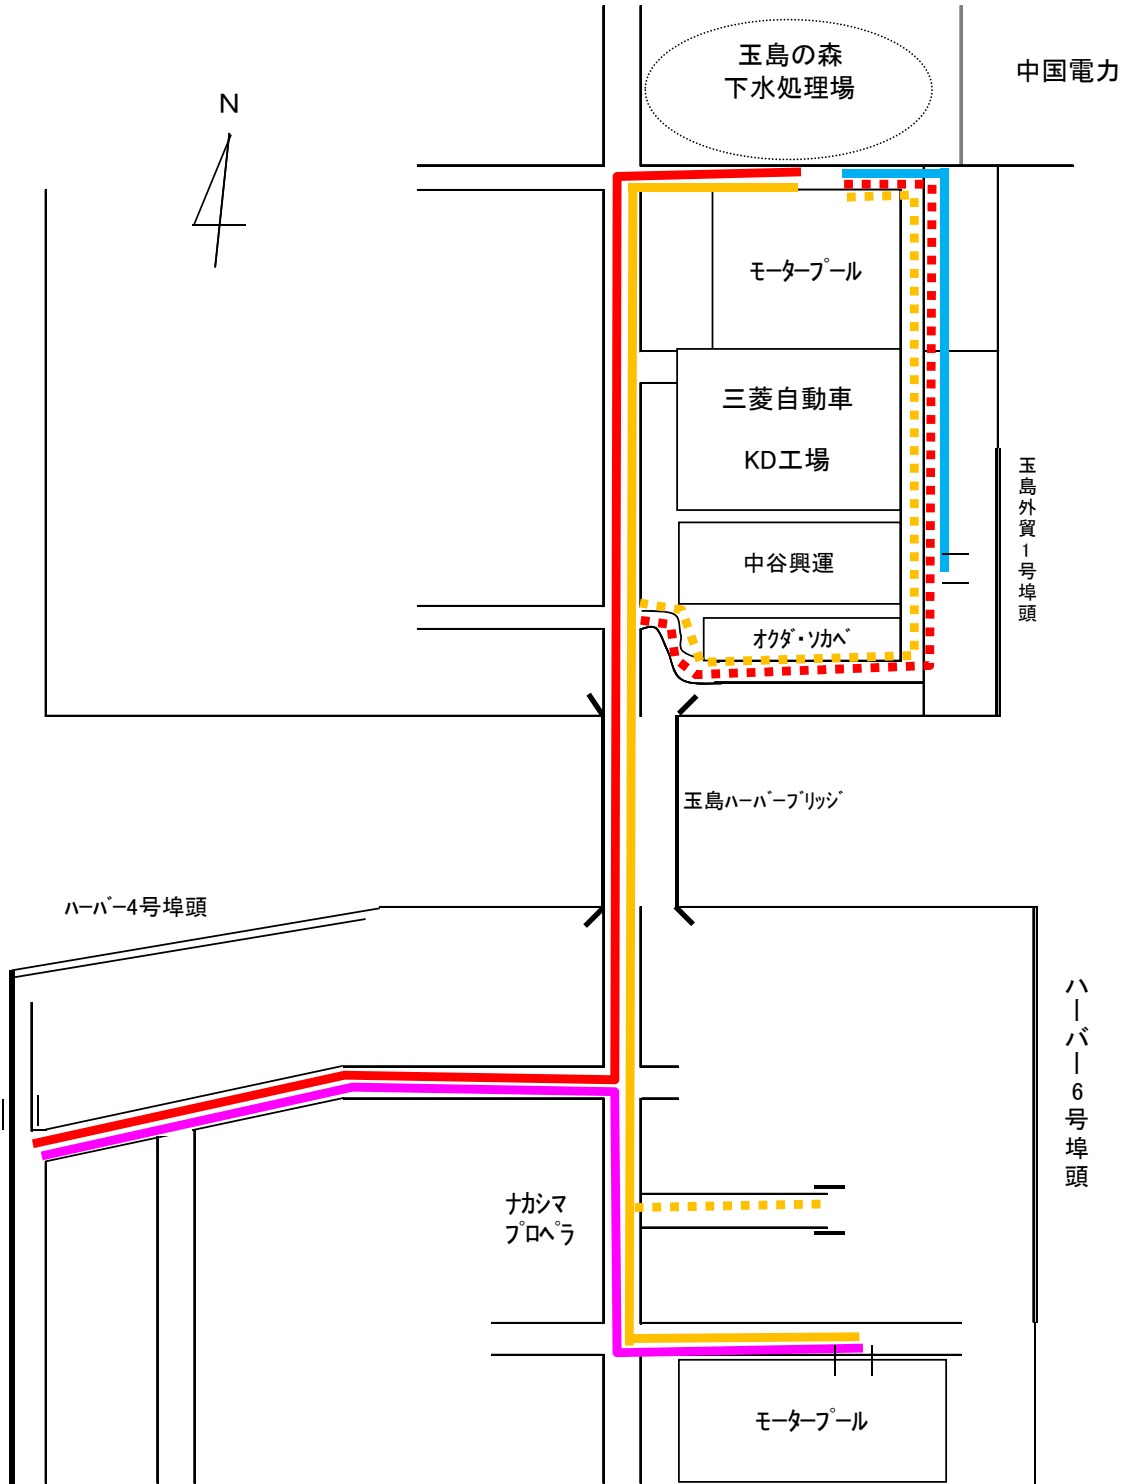 玉島の森
下水処理場
中国電力
N
モータープール
三菱自動車
KD工場
玉島外貿1号埠頭
中谷興運
オクダ・ソカベ
玉島ハーバーブリッジ
ハーバー4号埠頭
ハーバー6号埠頭
ナカシマ
プロペラ
モータープール